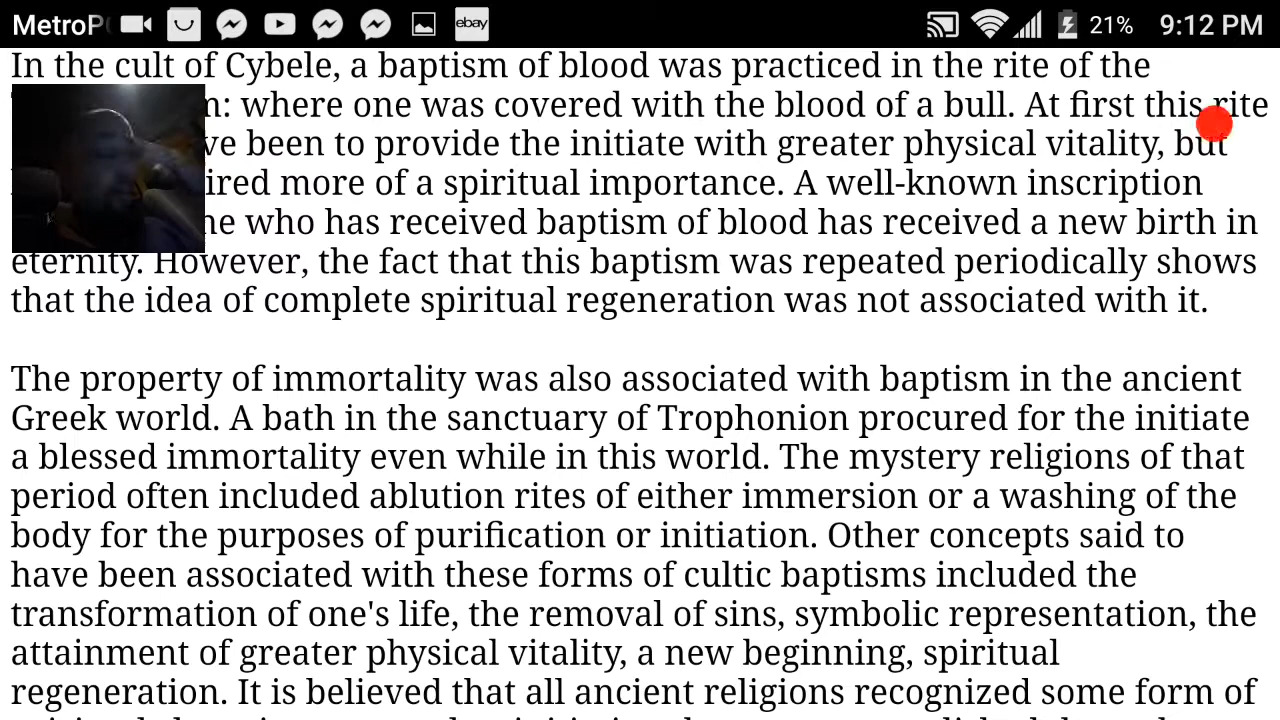 MetroP ebay 21% 9:12 PM
In the cult of Cybele, a baptism of blood was practiced in the rite of the
m: where one was covered with the blood of a bull. At first this rite
ve been to provide the initiate with greater physical vitality, but
ired more of a spiritual importance. A well-known inscription
ne who has received baptism of blood has received a new birth in
eternity. However, the fact that this baptism was repeated periodically shows
that the idea of complete spiritual regeneration was not associated with it.
The property of immortality was also associated with baptism in the ancient
Greek world. A bath in the sanctuary of Trophonion procured for the initiate
a blessed immortality even while in this world. The mystery religions of that
period often included ablution rites of either immersion or a washing of the
body for the purposes of purification or initiation. Other concepts said to
have been associated with these forms of cultic baptisms included the
transformation of one's life, the removal of sins, symbolic representation, the
attainment of greater physical vitality, a new beginning, spiritual
regeneration. It is believed that all ancient religions recognized some form of